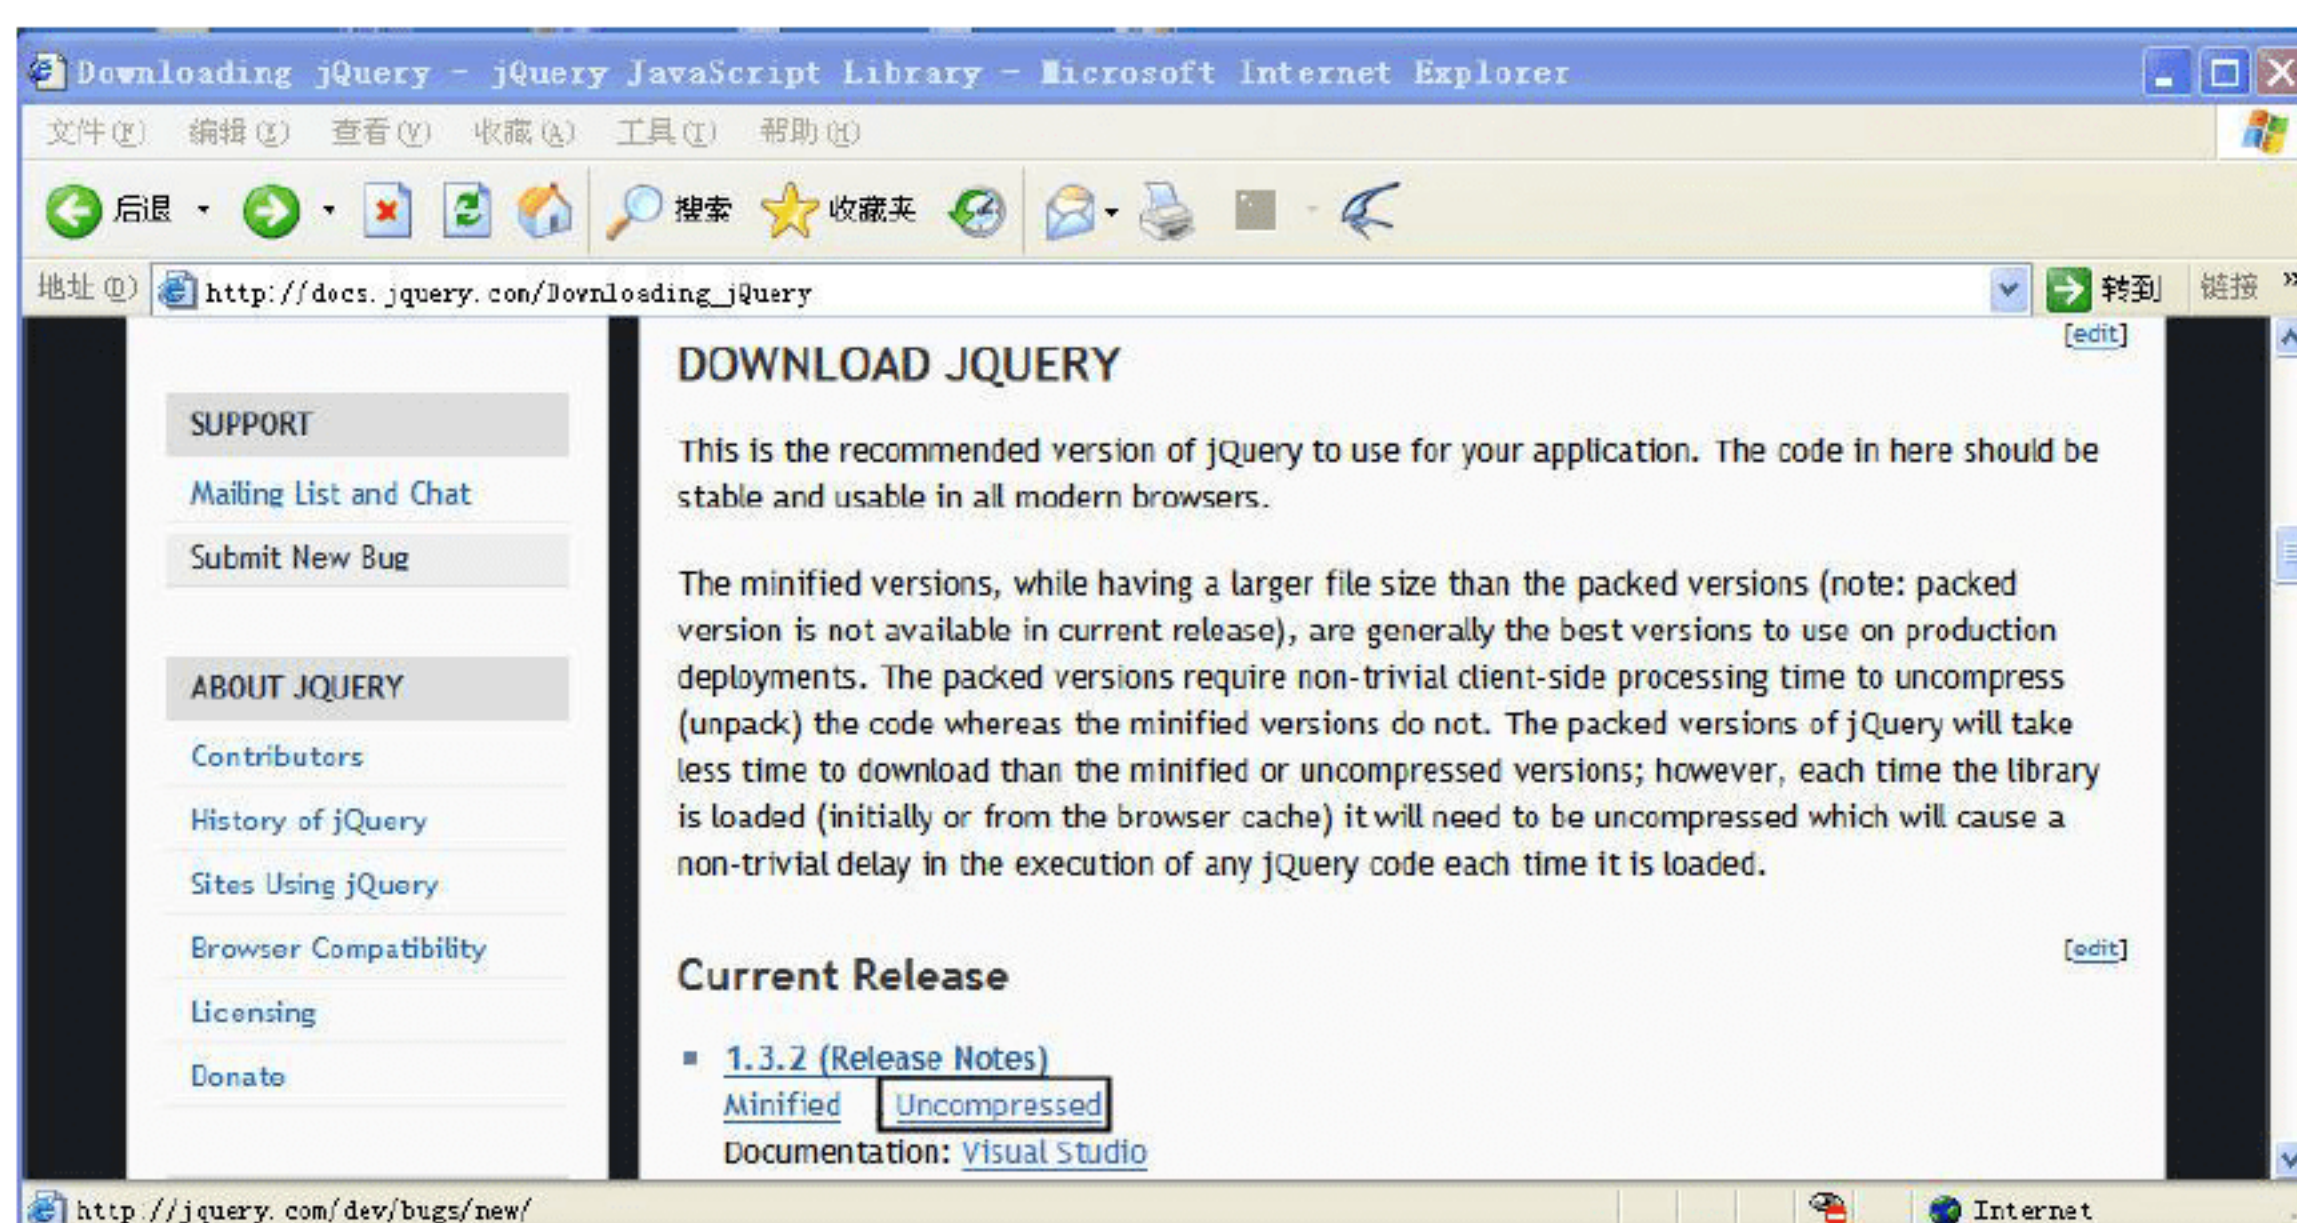 Downloading jQuery - jQuery JavaScript Library - Microsoft Internet Explorer
文件(F) 编辑(E) 查看(V) 收藏(A) 工具(T) 帮助(H)
后退 搜索 收藏夹
地址(D) http://docs.jquery.com/Downloading_jQuery 转到 链接 »
SUPPORT
Mailing List and Chat
Submit New Bug
ABOUT JQUERY
Contributors
History of jQuery
Sites Using jQuery
Browser Compatibility
Licensing
Donate
[edit]
DOWNLOAD JQUERY
This is the recommended version of jQuery to use for your application. The code in here should be
stable and usable in all modern browsers.
The minified versions, while having a larger file size than the packed versions (note: packed
version is not available in current release), are generally the best versions to use on production
deployments. The packed versions require non-trivial client-side processing time to uncompress
(unpack) the code whereas the minified versions do not. The packed versions of jQuery will take
less time to download than the minified or uncompressed versions; however, each time the library
is loaded (initially or from the browser cache) it will need to be uncompressed which will cause a
non-trivial delay in the execution of any jQuery code each time it is loaded.
[edit]
Current Release
1.3.2 (Release Notes)
Minified Uncompressed
Documentation: Visual Studio
http://jquery.com/dev/bugs/new/ Internet